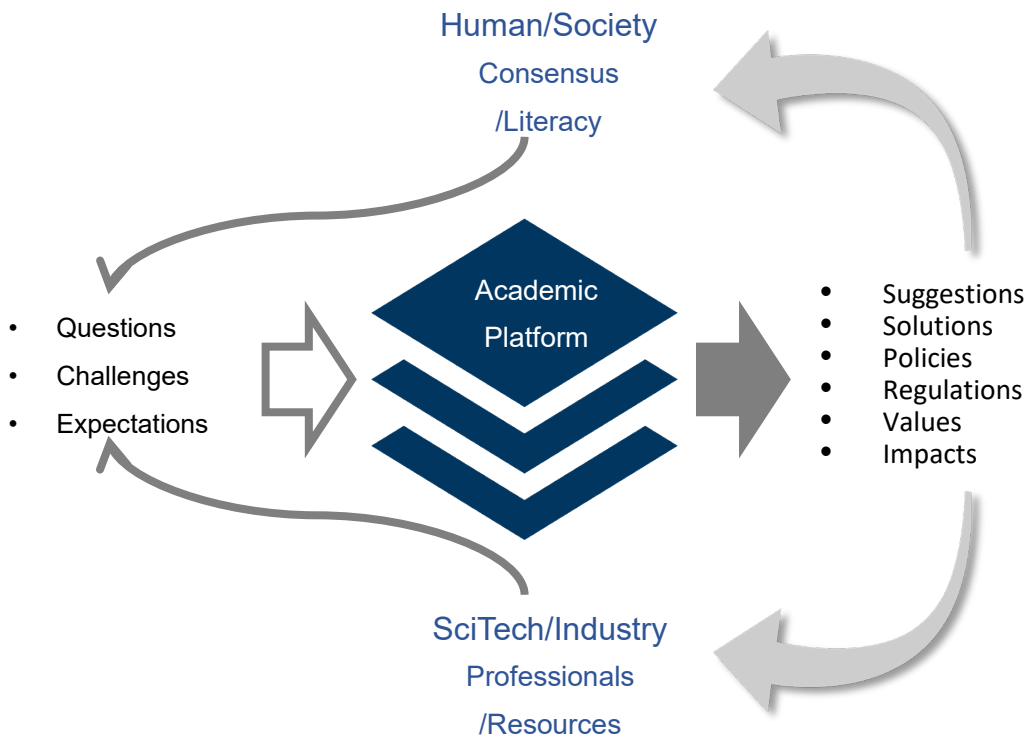 Human/Society
Consensus
/Literacy
• Questions
• Challenges
• Expectations
Academic
Platform
• Suggestions
• Solutions
• Policies
• Regulations
• Values
• Impacts
SciTech/Industry
Professionals
/Resources